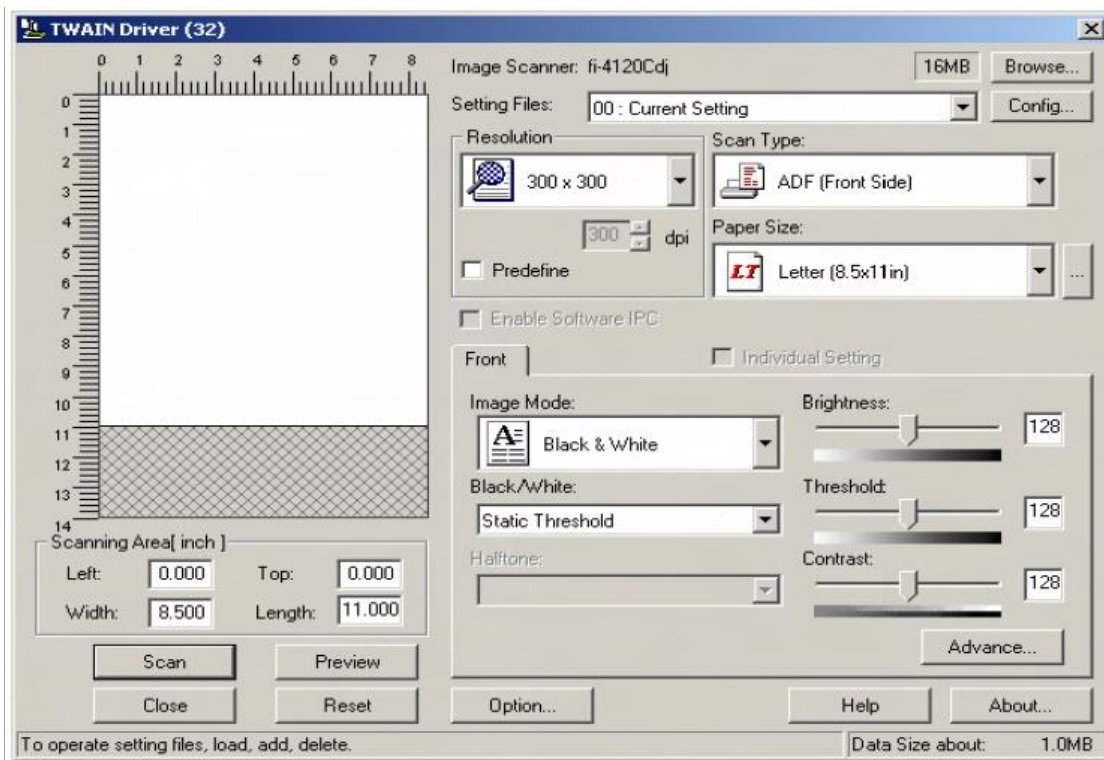 TWAIN Driver (32)
0 1 2 3 4 5 6 7 8
0
1
2
3
4
5
6
7
8
9
10
11
12
13
14
Image Scanner: fi-4120Cdj 16MB Browse...
Setting Files: 00 : Current Setting Config...
Resolution
300 x 300
300 dpi
Predefine
Scan Type:
ADF (Front Side)
Paper Size:
LT Letter (8.5x11in)
...
Enable Software IPC
Front
Individual Setting
Image Mode:
A Black & White
Black/White:
Static Threshold
Halftone:
Brightness:
128
Threshold:
128
Contrast:
128
Advance...
Scanning Area[ inch ]
Left: 0.000 Top: 0.000
Width: 8.500 Length: 11.000
Scan Preview
Close Reset
Option... Help About...
To operate setting files, load, add, delete. Data Size about: 1.0MB